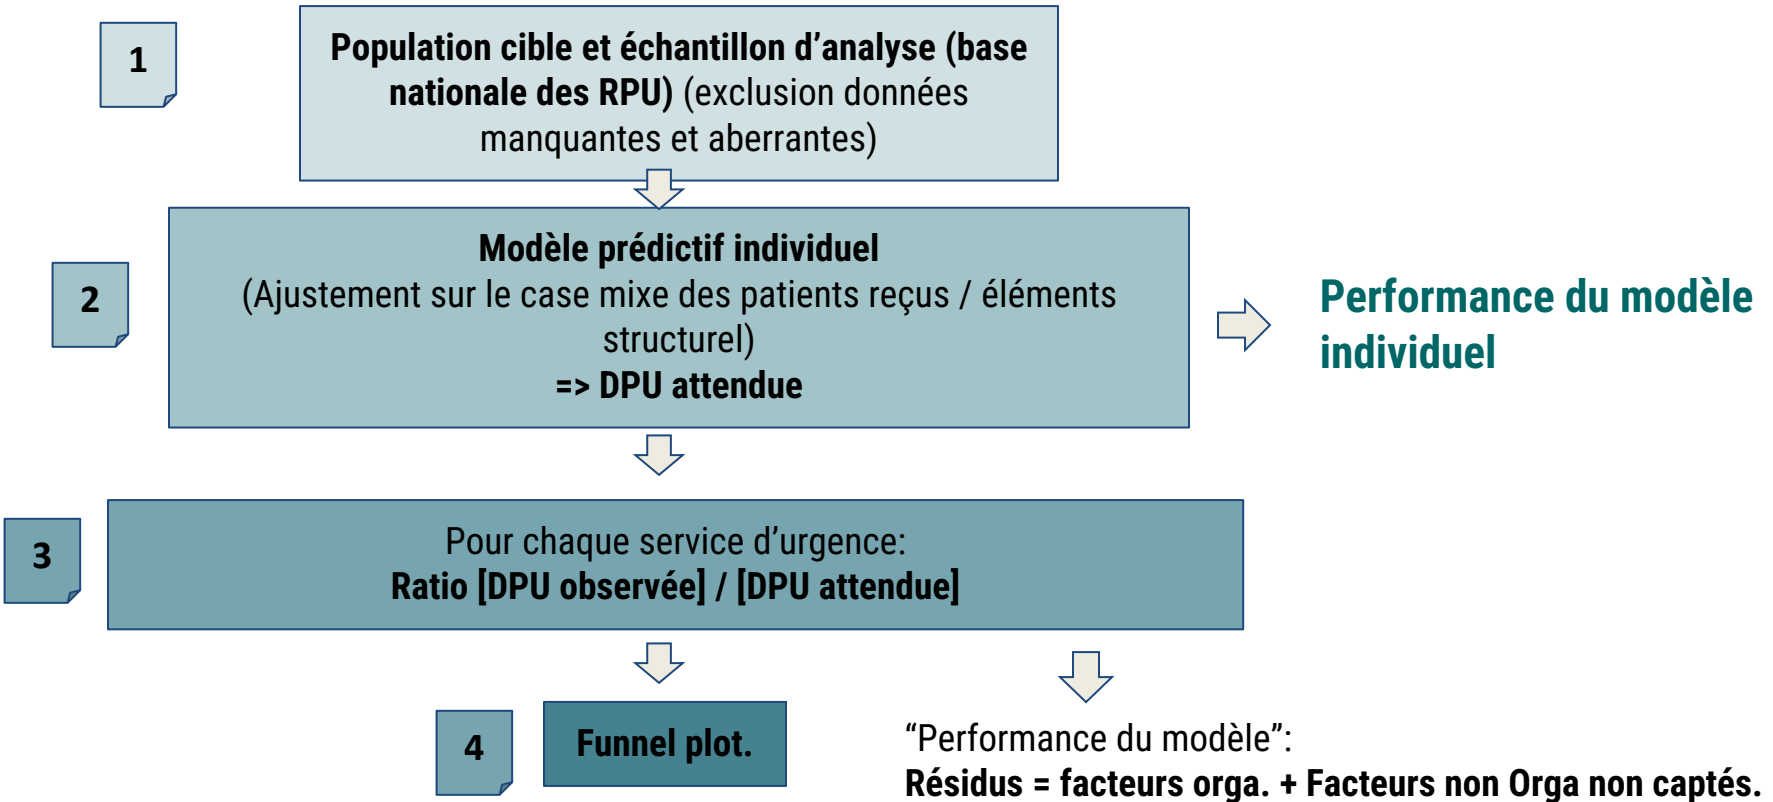 1
Population cible et échantillon d’analyse (base
nationale des RPU) (exclusion données
manquantes et aberrantes)
2
Modèle prédictif individuel
(Ajustement sur le case mixe des patients reçus / éléments
structurel)
=> DPU attendue
Performance du modèle
individuel
3
Pour chaque service d’urgence:
Ratio [DPU observée] / [DPU attendue]
4
Funnel plot.
“Performance du modèle”:
Résidus = facteurs orga. + Facteurs non Orga non captés.